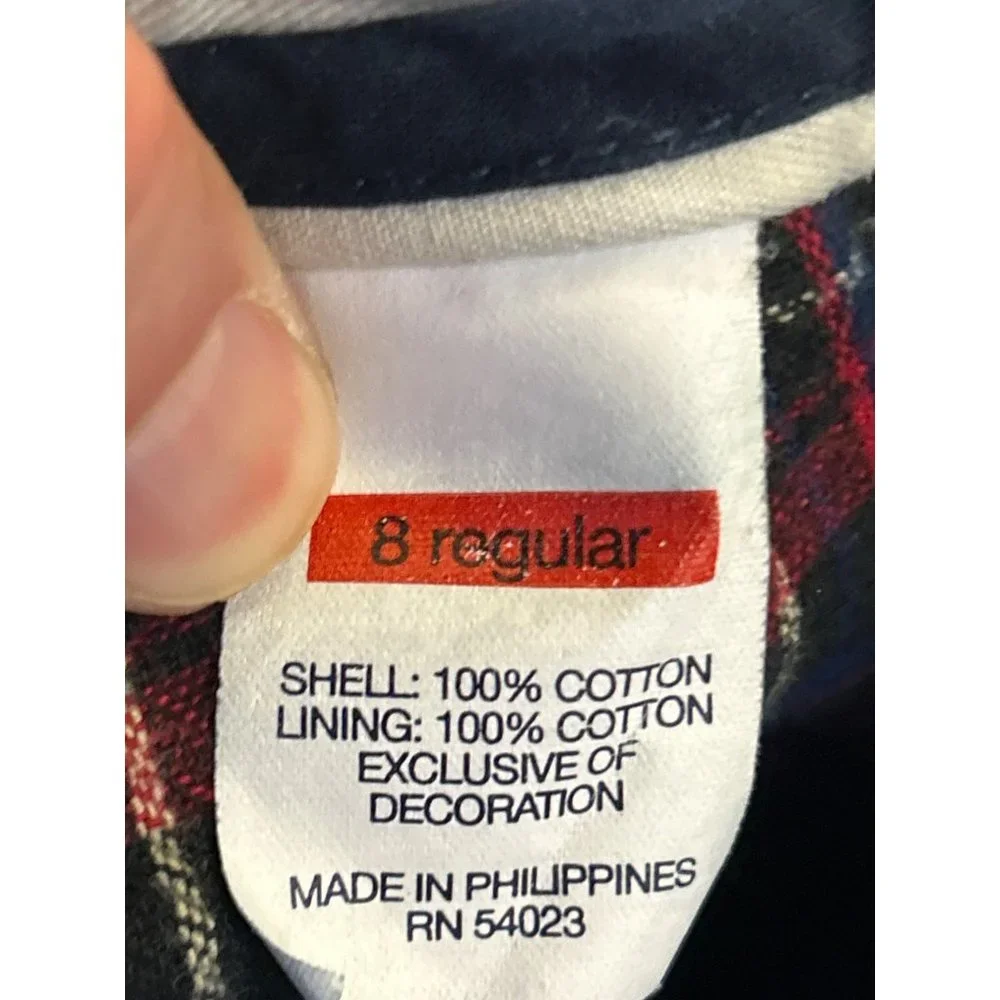 8 regular
SHELL: 100% COTTON
LINING: 100% COTTON
EXCLUSIVE OF
DECORATION
MADE IN PHILIPPINES
RN 54023